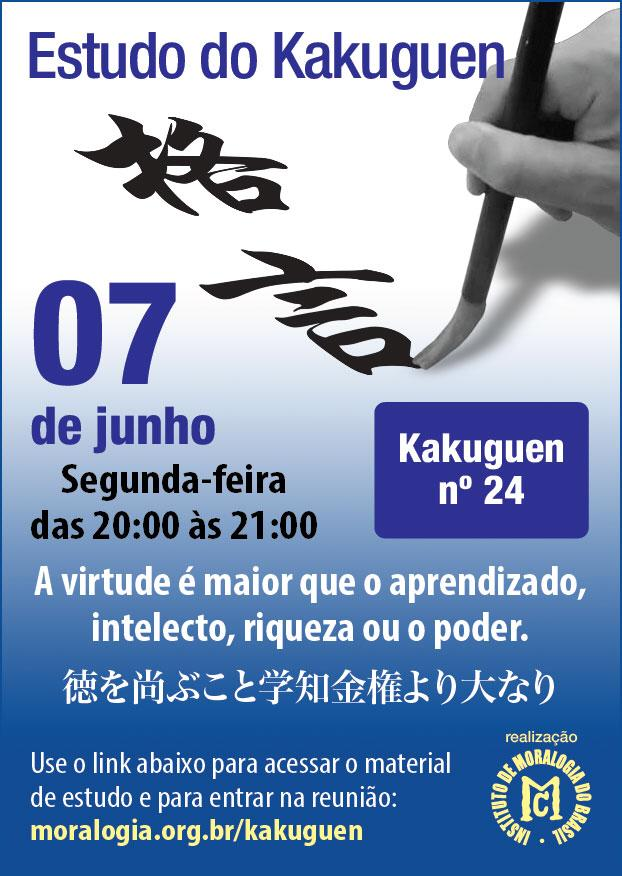 Estudo do Kakuguen
格言
07
de junho
Segunda-feira
das 20:00 às 21:00
Kakuguen
nº 24
A virtude é maior que o aprendizado,
intelecto, riqueza ou o poder.
徳を尚ぶこと学知金権より大なり
Use o link abaixo para acessar o material
de estudo e para entrar na reunião:
moralogia.org.br/kakuguen
realização
INSTITUTO DE MORALOGIA DO BRASIL
MC